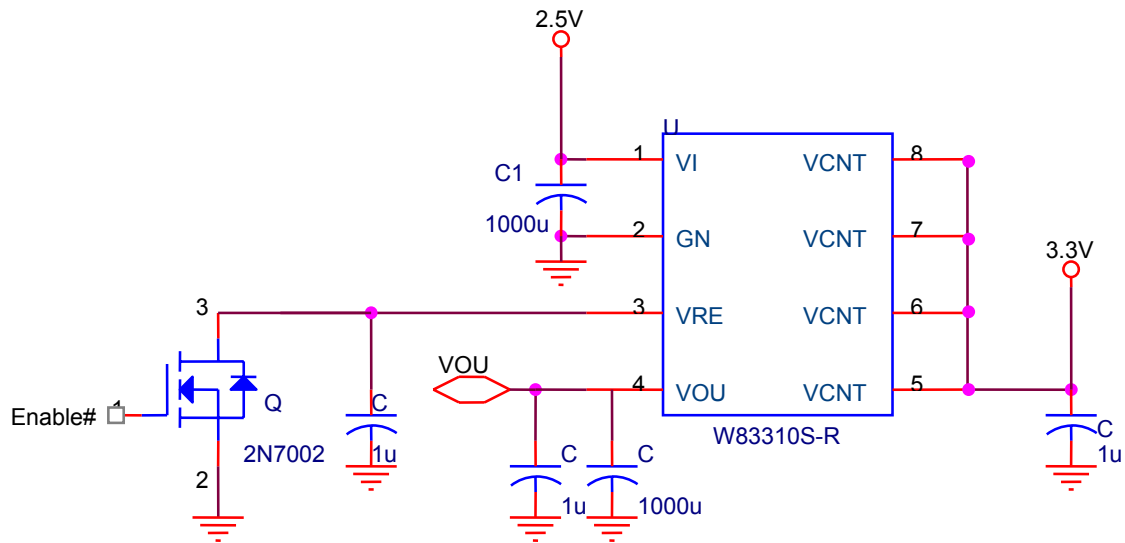 2.5V
U
1 VI VCNT 8
C1
1000u
2 GN VCNT 7
3.3V
3
3 VRE VCNT 6
VOU
4 VOU VCNT 5
Enable# 1
Q
C
C
2N7002
1u
W83310S-R
1u
2
C
C
1u
1000u